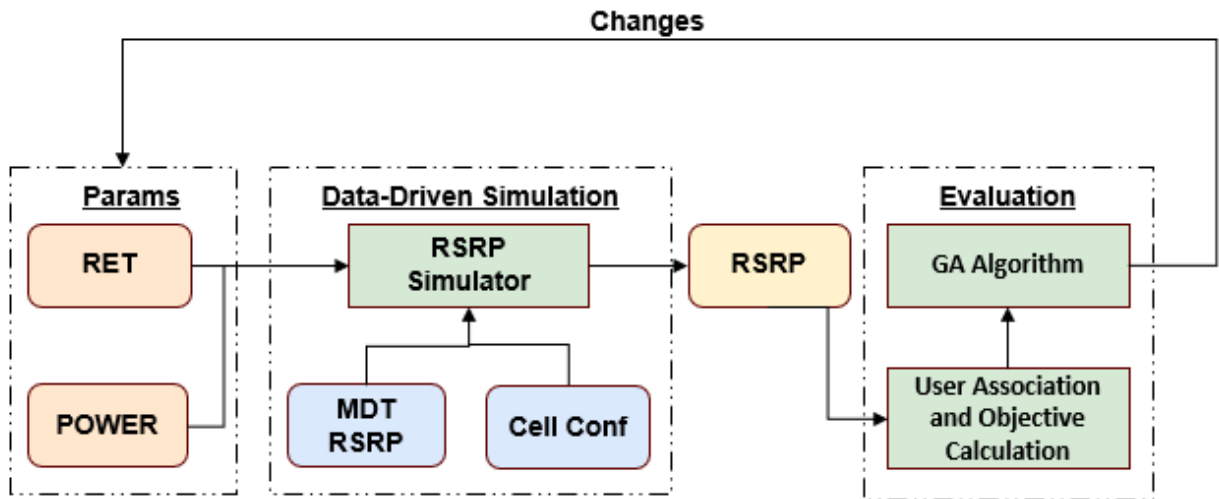 Changes
Params
RET
POWER
Data-Driven Simulation
RSRP
Simulator
MDT
RSRP
Cell Conf
RSRP
Evaluation
GA Algorithm
User Association
and Objective
Calculation